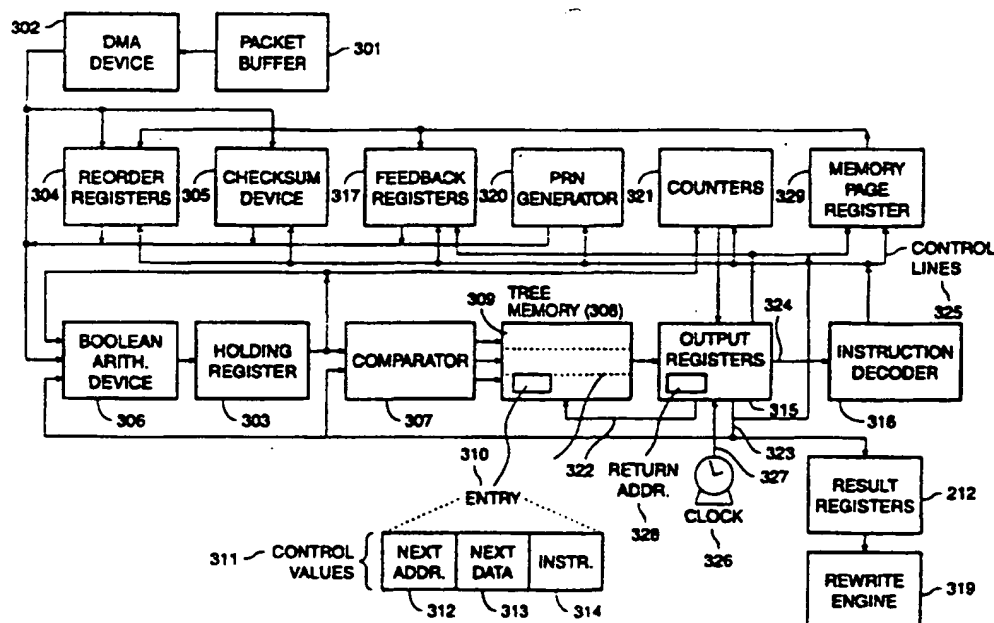 302
DMA
DEVICE
PACKET
BUFFER
301
304
REORDER
REGISTERS
305
CHECKSUM
DEVICE
317
FEEDBACK
REGISTERS
320
PRN
GENERATOR
321
COUNTERS
329
MEMORY
PAGE
REGISTER
CONTROL
LINES
325
BOOLEAN
ARITH.
DEVICE
306
HOLDING
REGISTER
303
COMPARATOR
307
309
TREE
MEMORY (308)
OUTPUT
REGISTERS
315
324
INSTRUCTION
DECODER
316
310
ENTRY
322
RETURN
ADDR.
328
323
327
CLOCK
326
RESULT
REGISTERS
212
REWRITE
ENGINE
319
311
CONTROL
VALUES
NEXT
ADDR.
NEXT
DATA
INSTR.
312
313
314